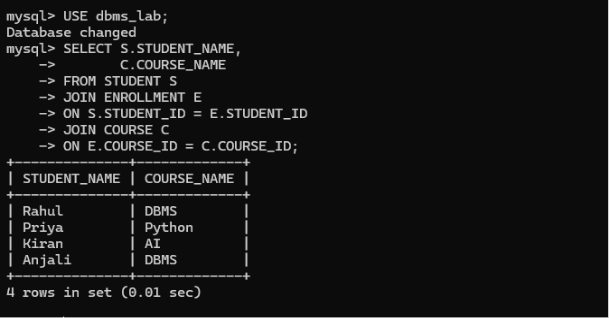 mysql> USE dbms_lab;
Database changed
mysql> SELECT S.STUDENT_NAME,
    ->        C.COURSE_NAME
    -> FROM STUDENT S
    -> JOIN ENROLLMENT E
    -> ON S.STUDENT_ID = E.STUDENT_ID
    -> JOIN COURSE C
    -> ON E.COURSE_ID = C.COURSE_ID;
+--------------+-------------+
| STUDENT_NAME | COURSE_NAME |
+--------------+-------------+
| Rahul        | DBMS        |
| Priya        | Python      |
| Kiran        | AI          |
| Anjali       | DBMS        |
+--------------+-------------+
4 rows in set (0.01 sec)